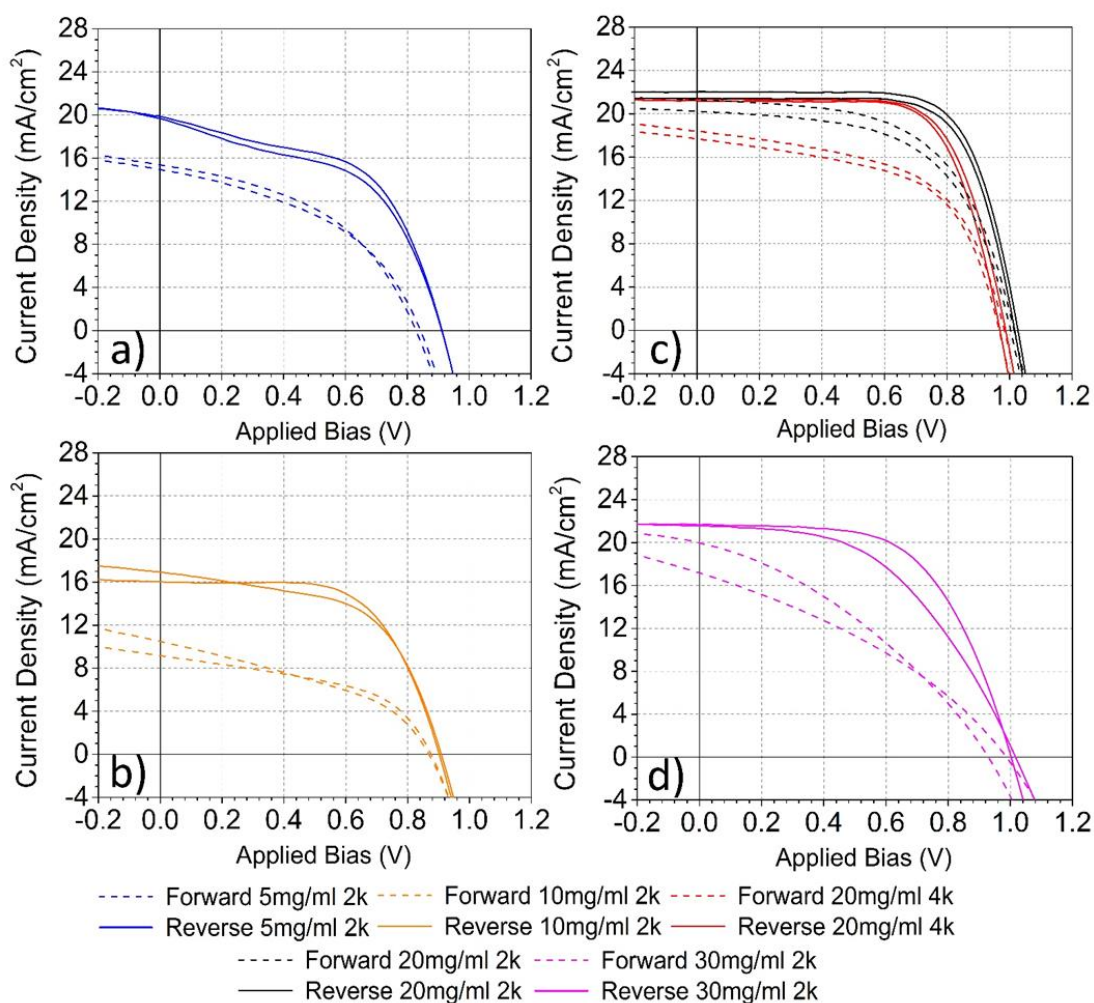 28
24
20
16
12
8
4
0
-4
Current Density (mA/cm²)
a)
-0.2 0.0 0.2 0.4 0.6 0.8 1.0 1.2
Applied Bias (V)
28
24
20
16
12
8
4
0
-4
Current Density (mA/cm²)
c)
-0.2 0.0 0.2 0.4 0.6 0.8 1.0 1.2
Applied Bias (V)
28
24
20
16
12
8
4
0
-4
Current Density (mA/cm²)
b)
-0.2 0.0 0.2 0.4 0.6 0.8 1.0 1.2
Applied Bias (V)
28
24
20
16
12
8
4
0
-4
Current Density (mA/cm²)
d)
-0.2 0.0 0.2 0.4 0.6 0.8 1.0 1.2
Applied Bias (V)
Forward 5mg/ml 2k Forward 10mg/ml 2k Forward 20mg/ml 4k
Reverse 5mg/ml 2k Reverse 10mg/ml 2k Reverse 20mg/ml 4k
Forward 20mg/ml 2k Forward 30mg/ml 2k
Reverse 20mg/ml 2k Reverse 30mg/ml 2k